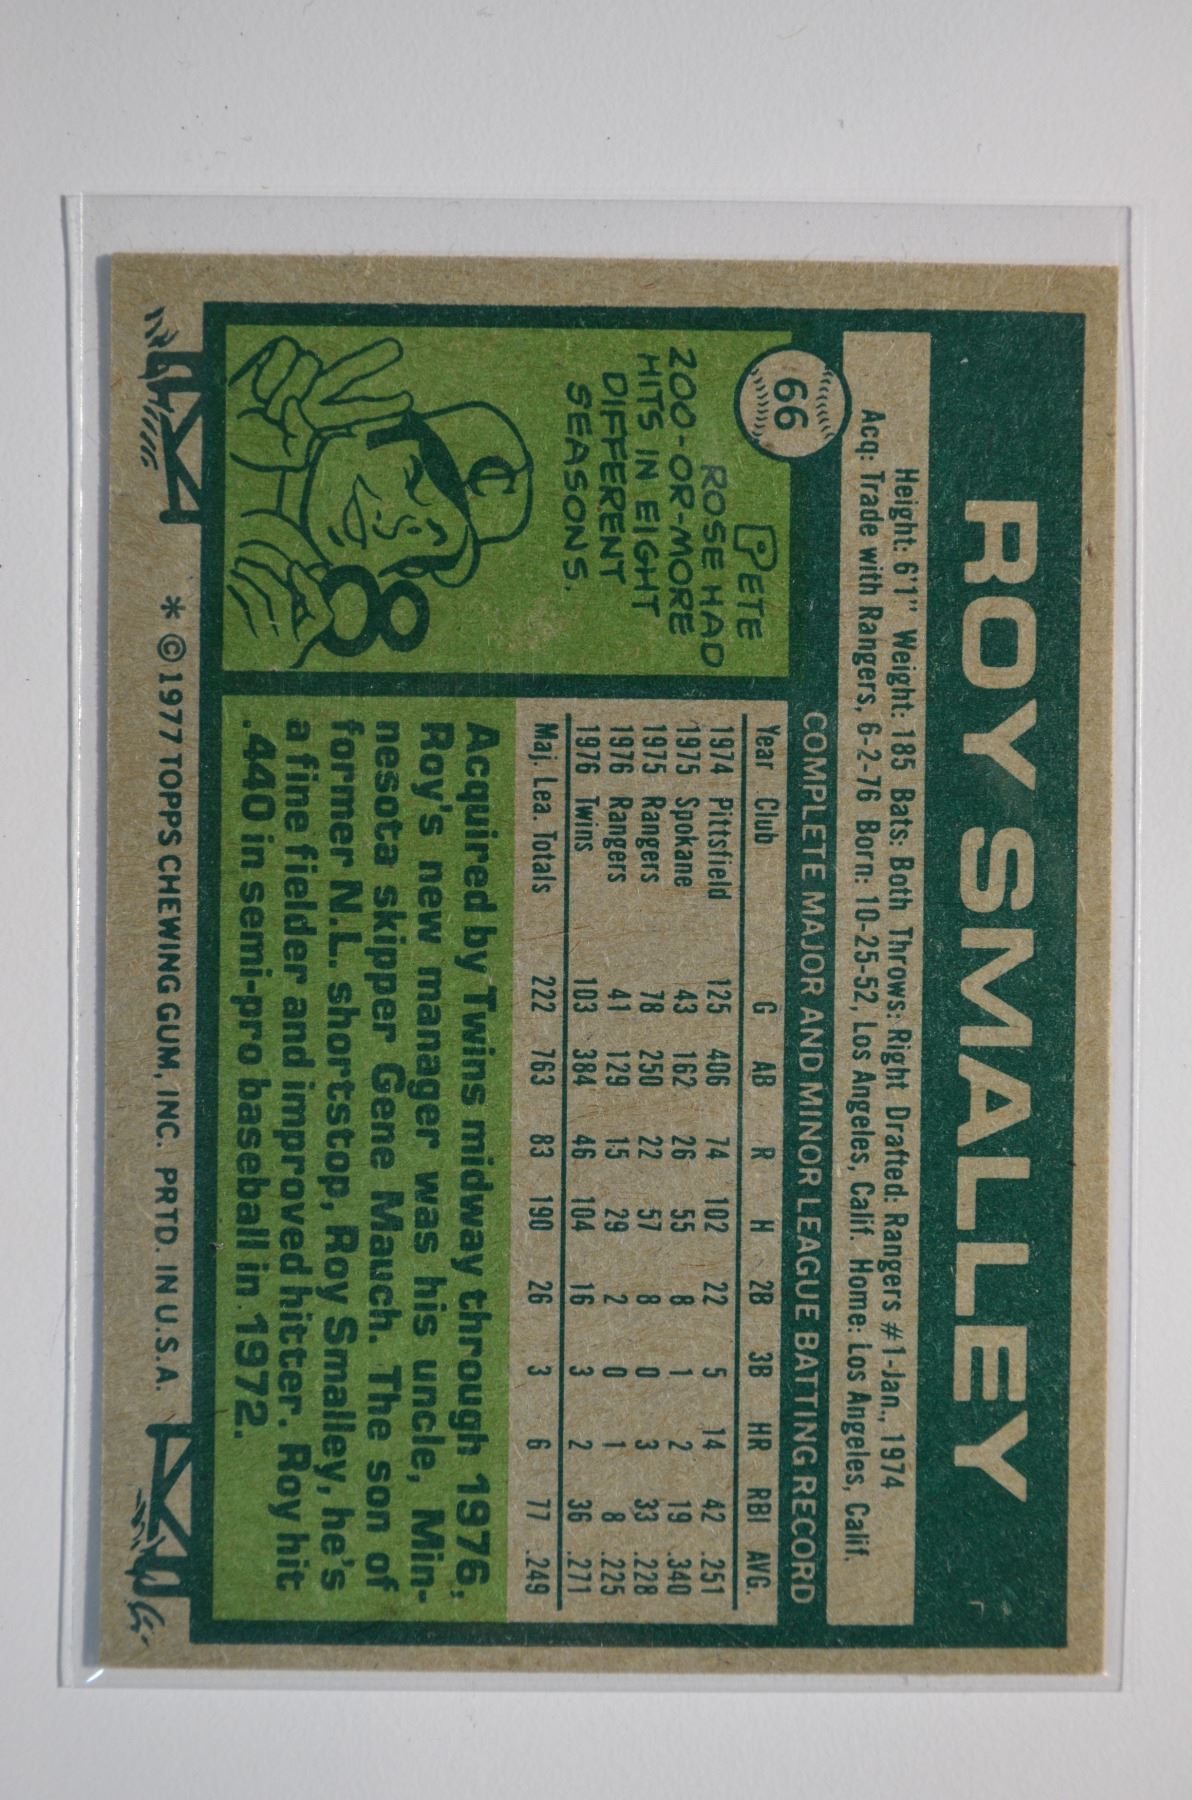 ROY SMALLEY
Height: 6'1" Weight: 185 Bats: Both Throws: Right Drafted: Rangers #1-Jan., 1974
Acq: Trade with Rangers, 6-2-76 Born: 10-25-52, Los Angeles, Calif. Home: Los Angeles, Calif.
66
COMPLETE MAJOR AND MINOR LEAGUE BATTING RECORD
PETE
ROSE HAD
200-OR-MORE
HITS IN EIGHT
DIFFERENT
SEASONS.
C
8
Year Club G AB R H 2B 3B HR RBI AVG.
1974 Pittsfield 125 406 74 102 22 5 14 42 .251
1975 Spokane 43 162 26 55 8 1 2 19 .340
1975 Rangers 78 250 22 57 8 0 3 33 .228
1976 Rangers 41 129 15 29 2 0 1 8 .225
1976 Twins 103 384 46 104 16 3 2 36 .271
Maj. Lea. Totals 222 763 83 190 26 3 6 77 .249
Acquired by Twins midway through 1976,
Roy's new manager was his uncle, Min-
nesota skipper Gene Mauch. The son of
former N.L. shortstop, Roy Smalley, he's
a fine fielder and improved hitter. Roy hit
.440 in semi-pro baseball in 1972.
* © 1977 TOPPS CHEWING GUM, INC. PRTD. IN U.S.A.